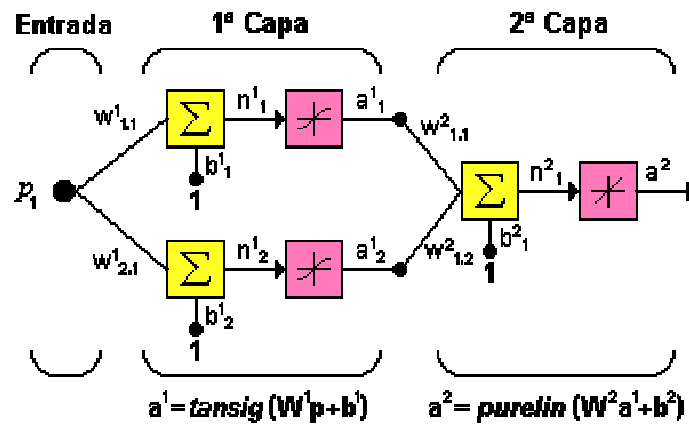 Entrada 1ª Capa 2ª Capa
w¹1,1 Σ n¹1 a¹1 w²1,1
b¹1
1
p1 Σ n²1 a²
w¹2,1 Σ n¹2 a¹2 w²1,2 b²1
1
b¹2
1
a¹=tansig(W¹p+b¹) a²=purelin(W²a¹+b²)